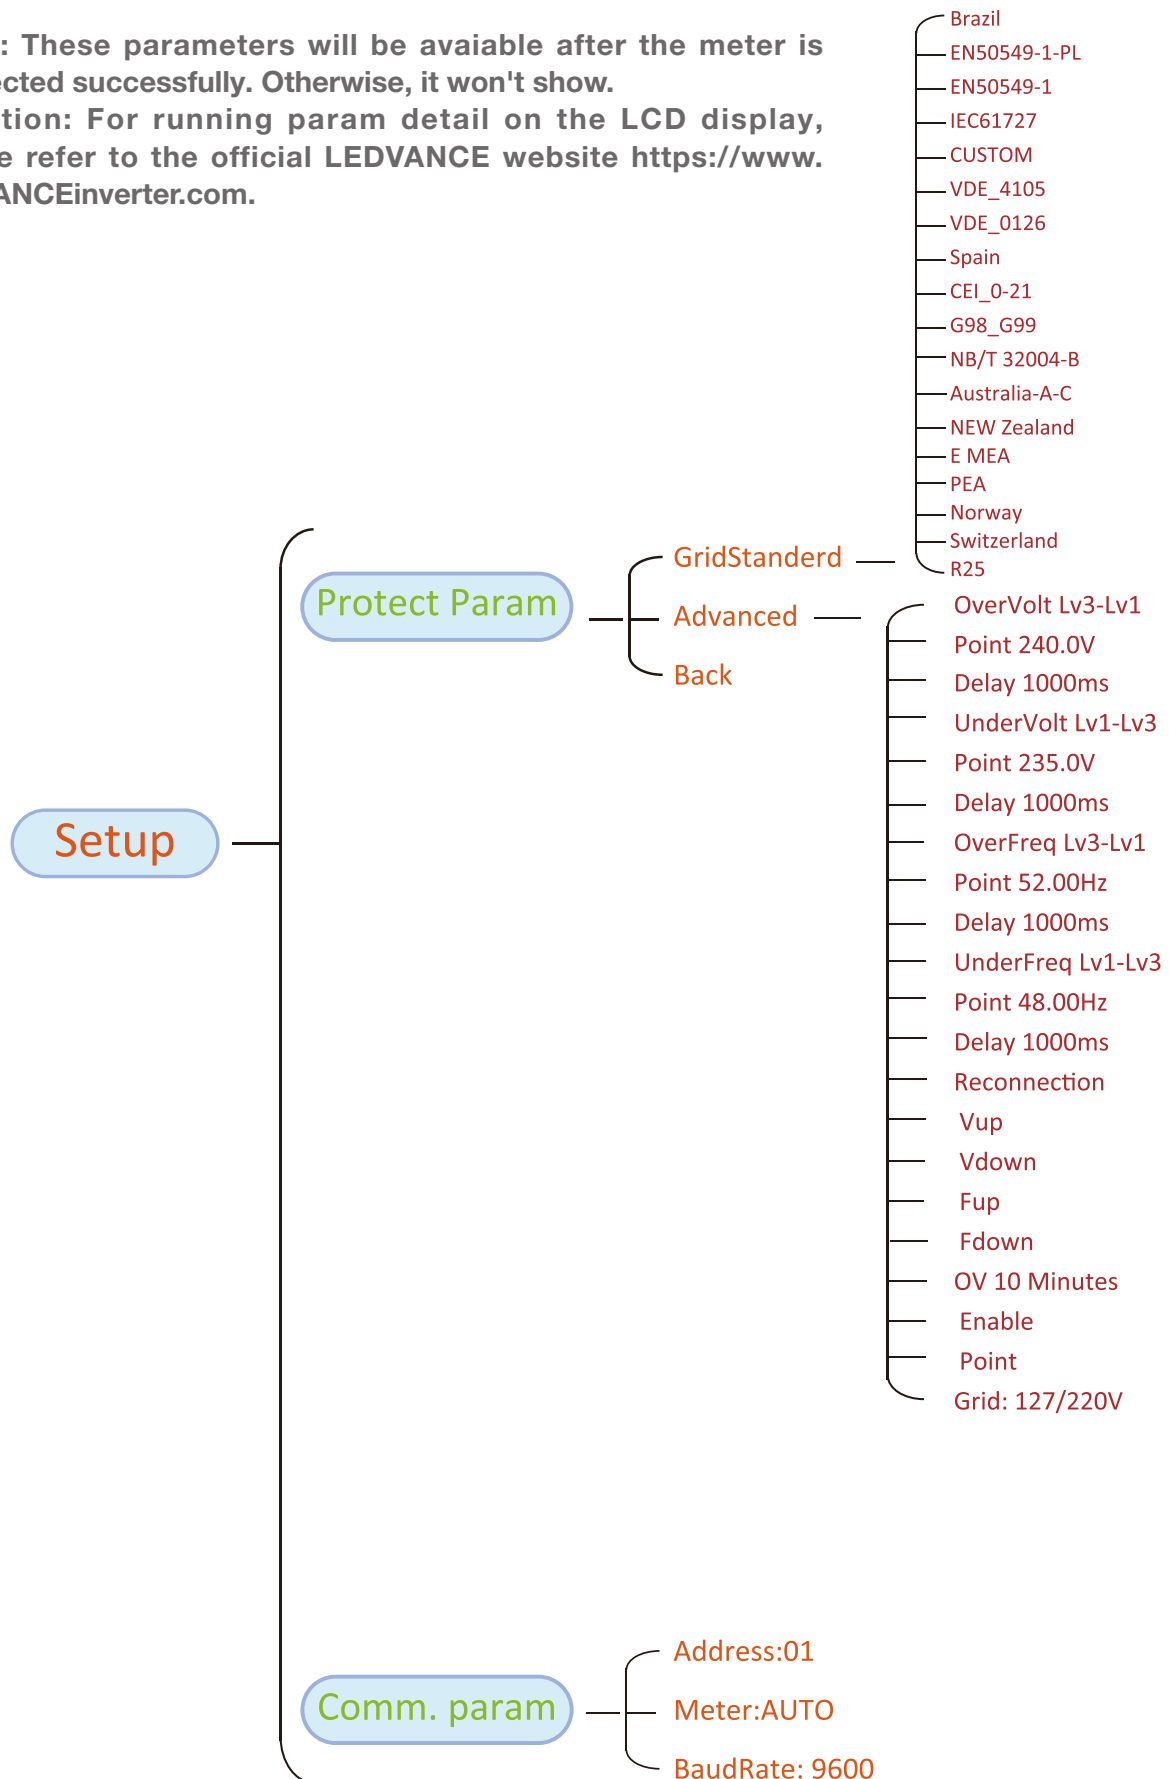 : These parameters will be avaiable after the meter is
ected successfully. Otherwise, it won't show.
tion: For running param detail on the LCD display,
e refer to the official LEDVANCE website https://www.
ANCEinverter.com.
Brazil
EN50549-1-PL
EN50549-1
IEC61727
CUSTOM
VDE_4105
VDE_0126
Spain
CEI_0-21
G98_G99
NB/T 32004-B
Australia-A-C
NEW Zealand
E MEA
PEA
Norway
Switzerland
R25
Setup
Protect Param
GridStanderd
Advanced
Back
OverVolt Lv3-Lv1
Point 240.0V
Delay 1000ms
UnderVolt Lv1-Lv3
Point 235.0V
Delay 1000ms
OverFreq Lv3-Lv1
Point 52.00Hz
Delay 1000ms
UnderFreq Lv1-Lv3
Point 48.00Hz
Delay 1000ms
Reconnection
Vup
Vdown
Fup
Fdown
OV 10 Minutes
Enable
Point
Grid: 127/220V
Comm. param
Address:01
Meter:AUTO
BaudRate: 9600